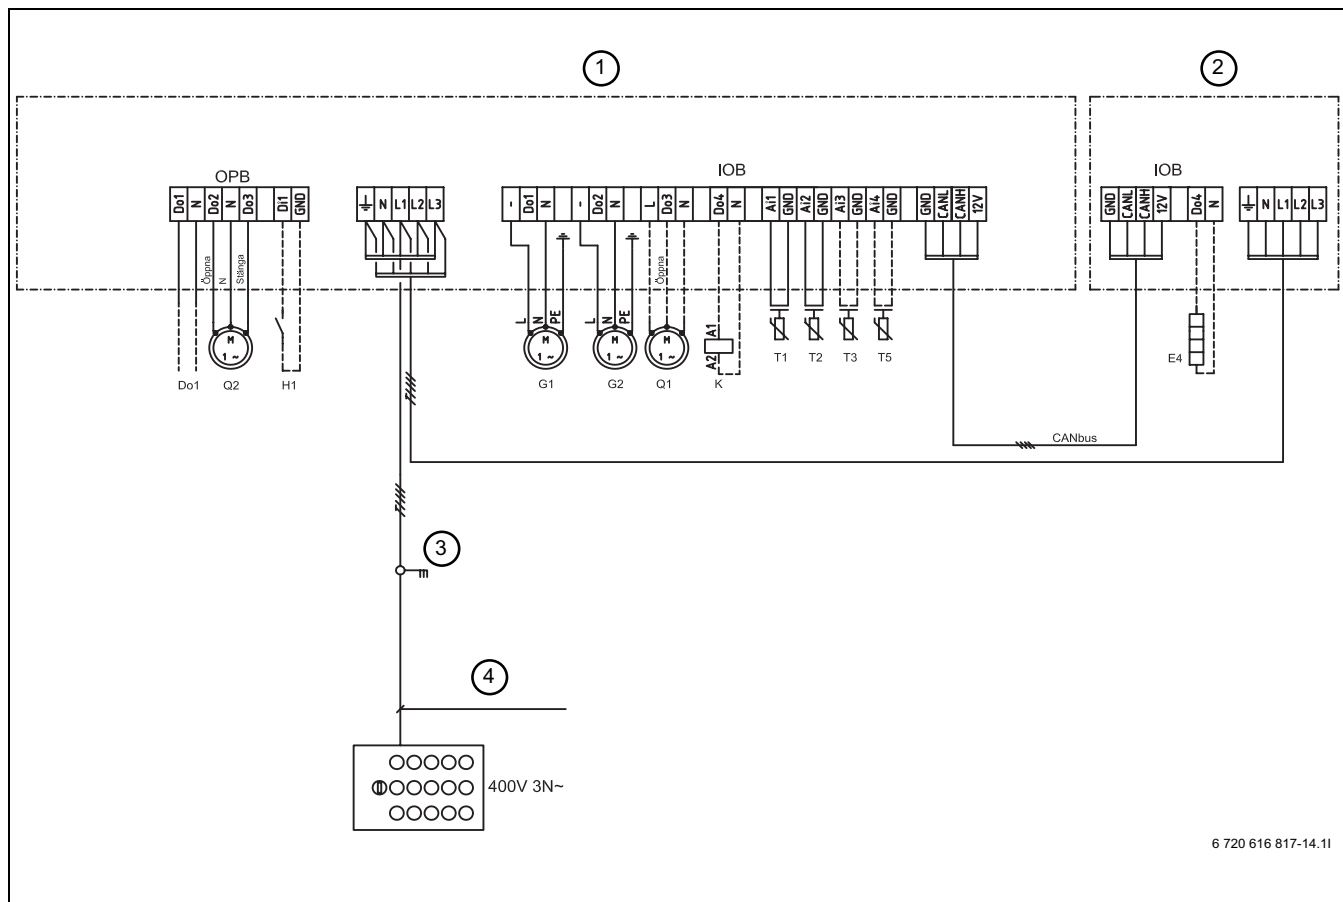 1
2
OPB
IOB
IOB
Do1 N Do2 N Do3 Di1 GND
N L1 L2 L3
- Do1 N - Do2 N L Do3 N Do4 N Ai1 GND Ai2 GND Ai3 GND Ai4 GND GND CANL CANH 12V
GND CANL CANH 12V Do4 N
N L1 L2 L3
Öppna N Stänga
Öppna
L N PE
L N PE
A1
A2
M
1 ~
M
1 ~
M
1 ~
M
1 ~
Do1 Q2 H1
G1 G2 Q1 K
T1 T2 T3 T5
E4
CANbus
3
4
400V 3N~
6 720 616 817-14.1I